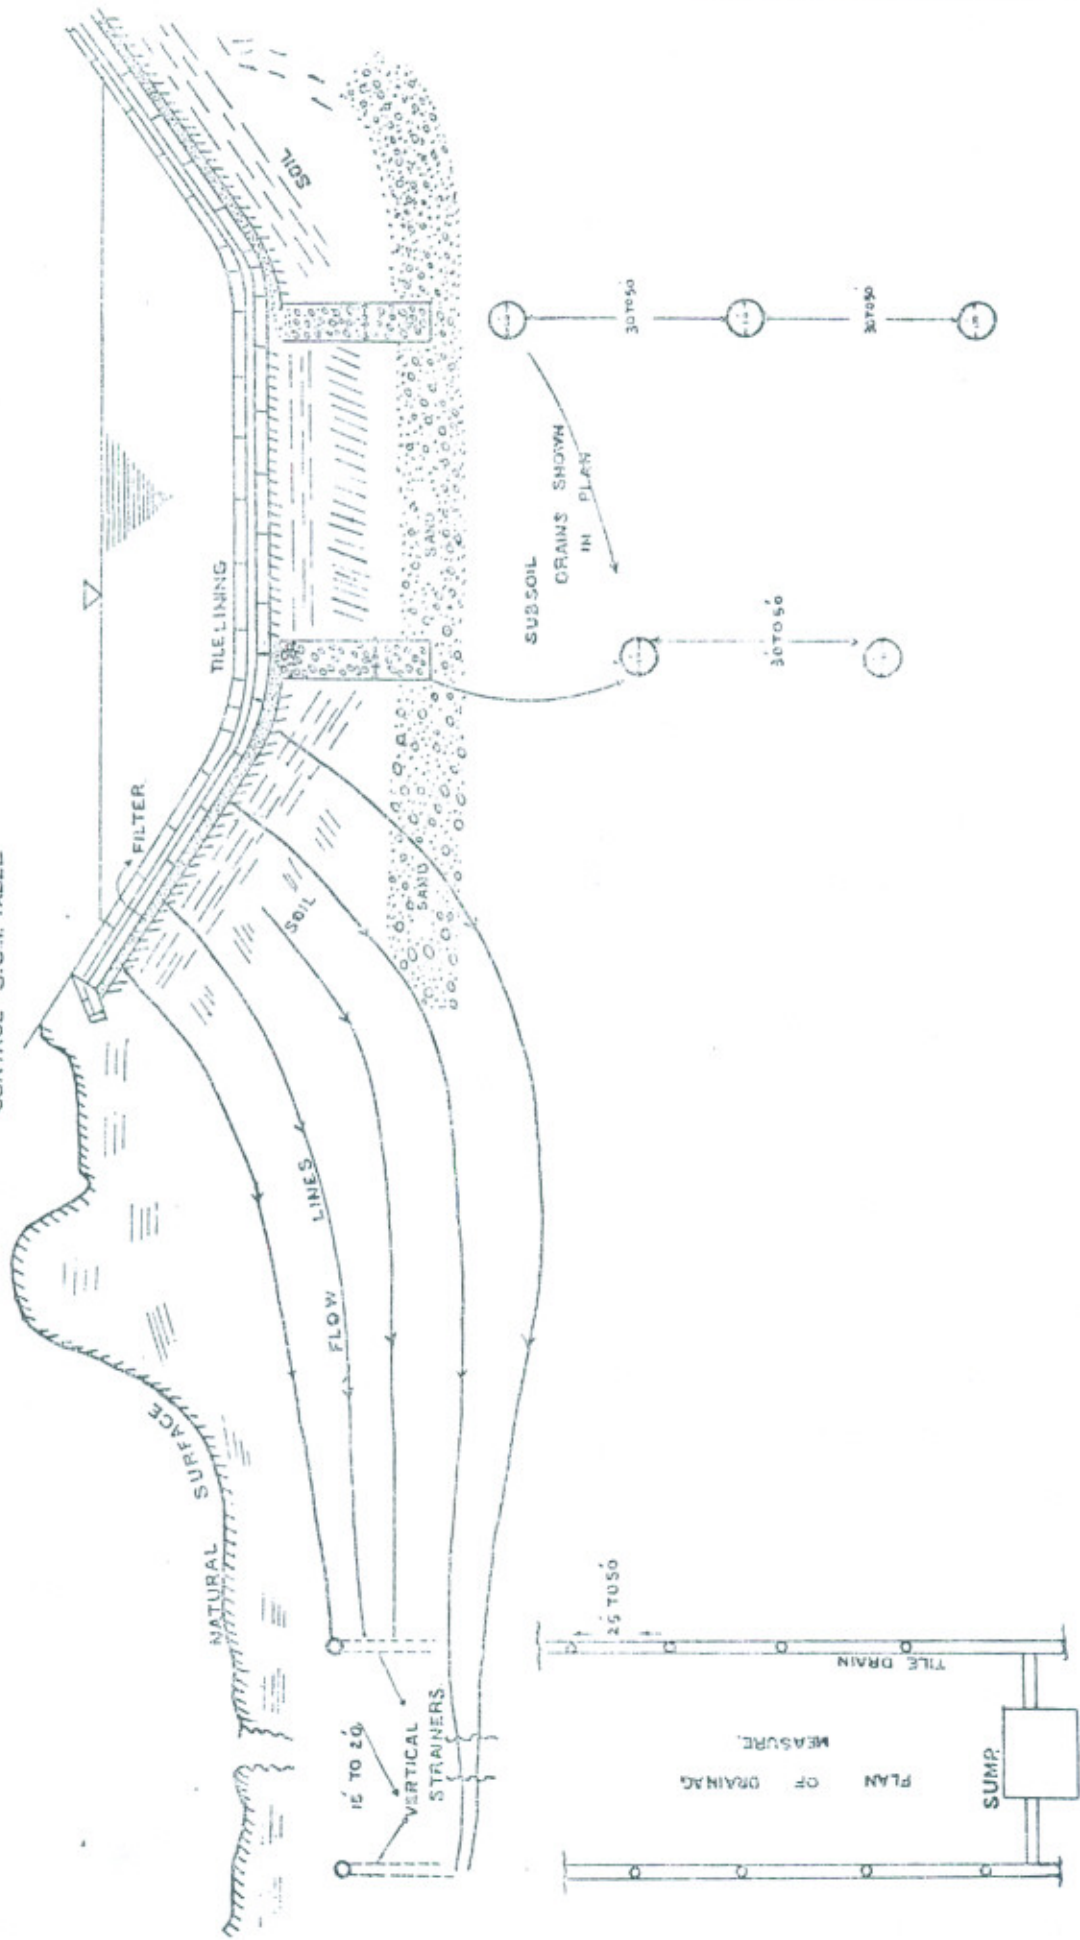 NATURAL SURFACE
FILTER
TILE LINING
SOIL
SOIL
FLOW LINES
SAND
SAND
15' TO 20'
VERTICAL
STRAINERS
SUBSOIL
DRAINS SHOWN
IN PLAN
30 TO 50'
30 TO 50'
30 TO 50'
25 TO 50'
TILE DRAIN
PLAN OF DRAINAG
MEASURE.
SUMP.